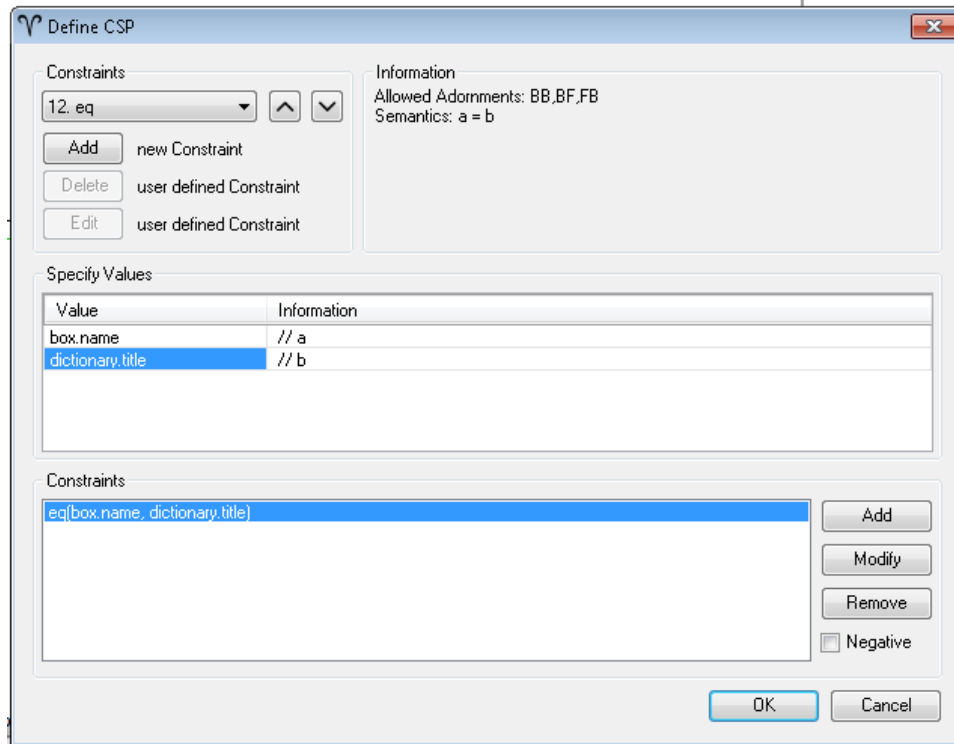 Define CSP
Constraints
12. eq
Add new Constraint
Delete user defined Constraint
Edit user defined Constraint
Information
Allowed Adornments: BB,BF,FB
Semantics: a = b
Specify Values
Value Information
box.name // a
dictionary.title // b
Constraints
eq(box.name, dictionary.title)
Add
Modify
Remove
Negative
OK Cancel